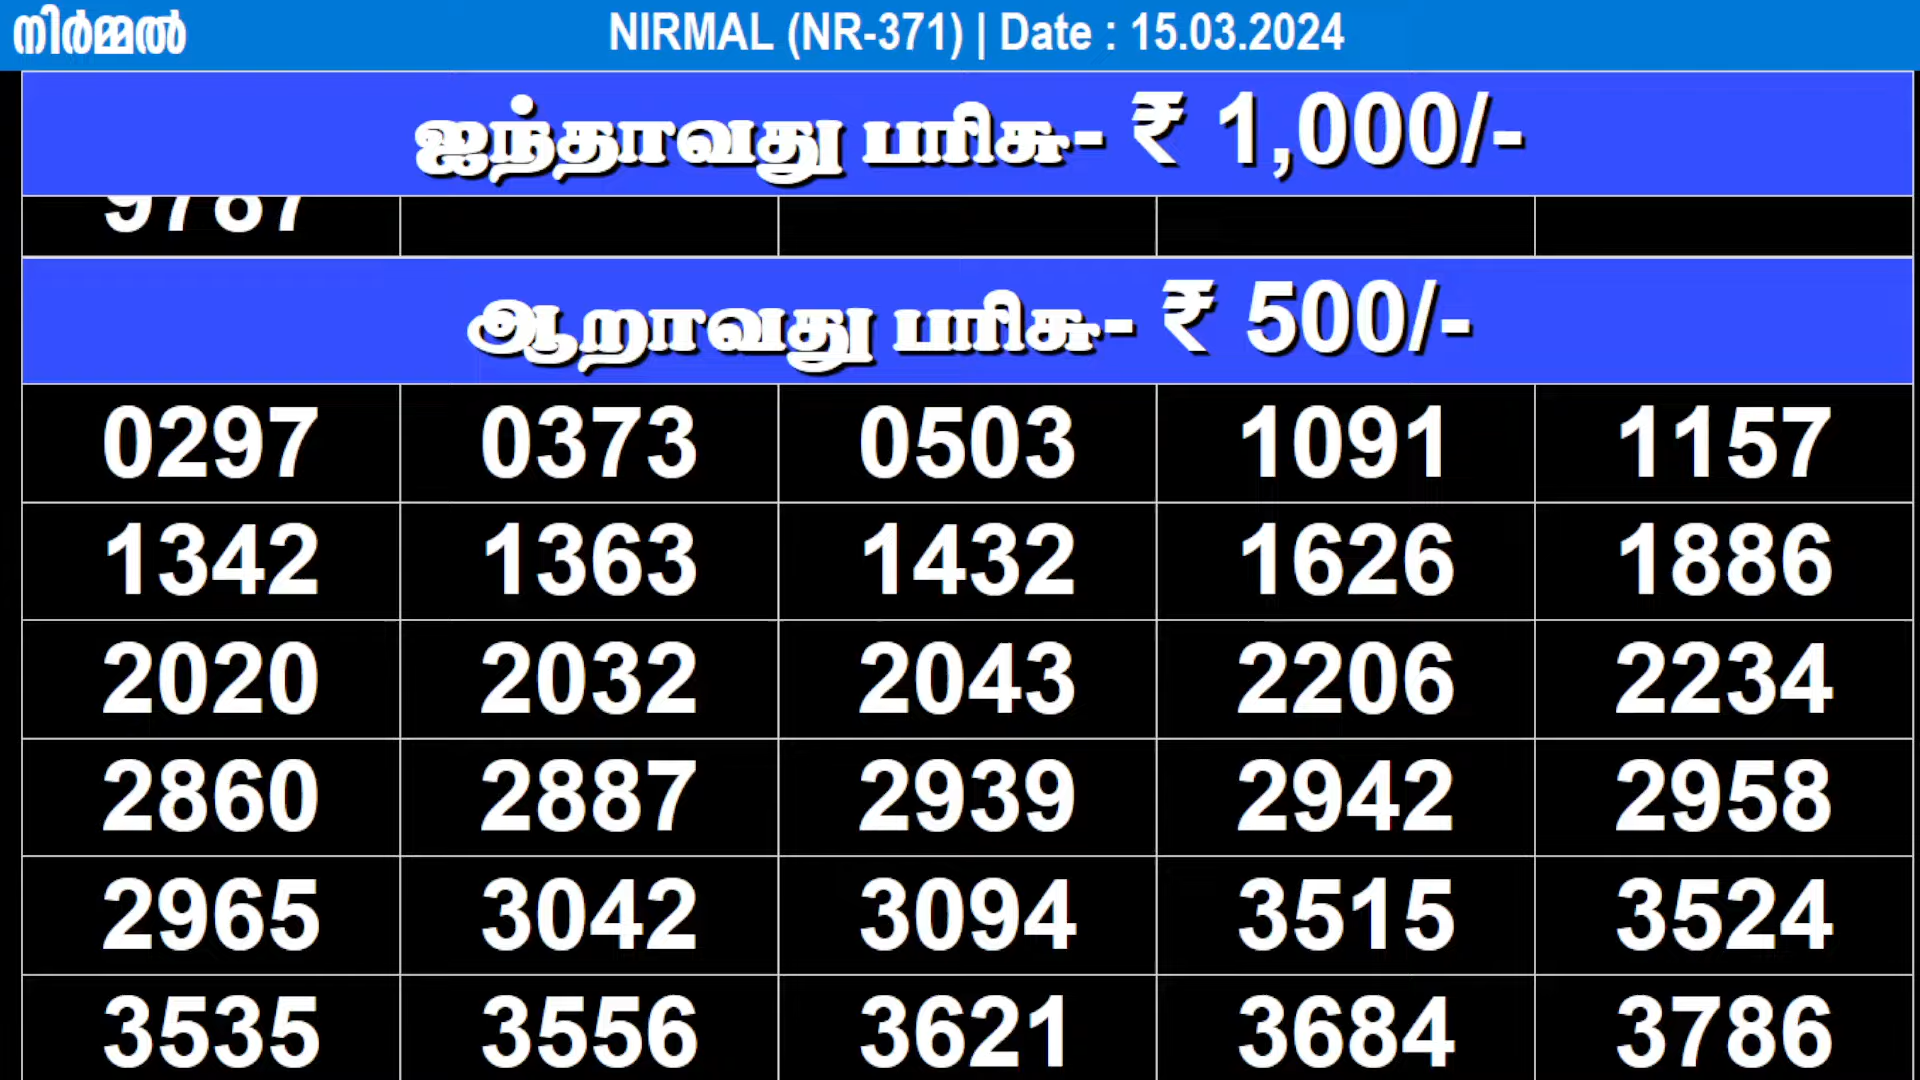 നിർമ്മൽ NIRMAL (NR-371) | Date : 15.03.2024
ஐந்தாவது பரிசு- ₹ 1,000/-
9787
ஆறாவது பரிசு- ₹ 500/-
0297 0373 0503 1091 1157
1342 1363 1432 1626 1886
2020 2032 2043 2206 2234
2860 2887 2939 2942 2958
2965 3042 3094 3515 3524
3535 3556 3621 3684 3786